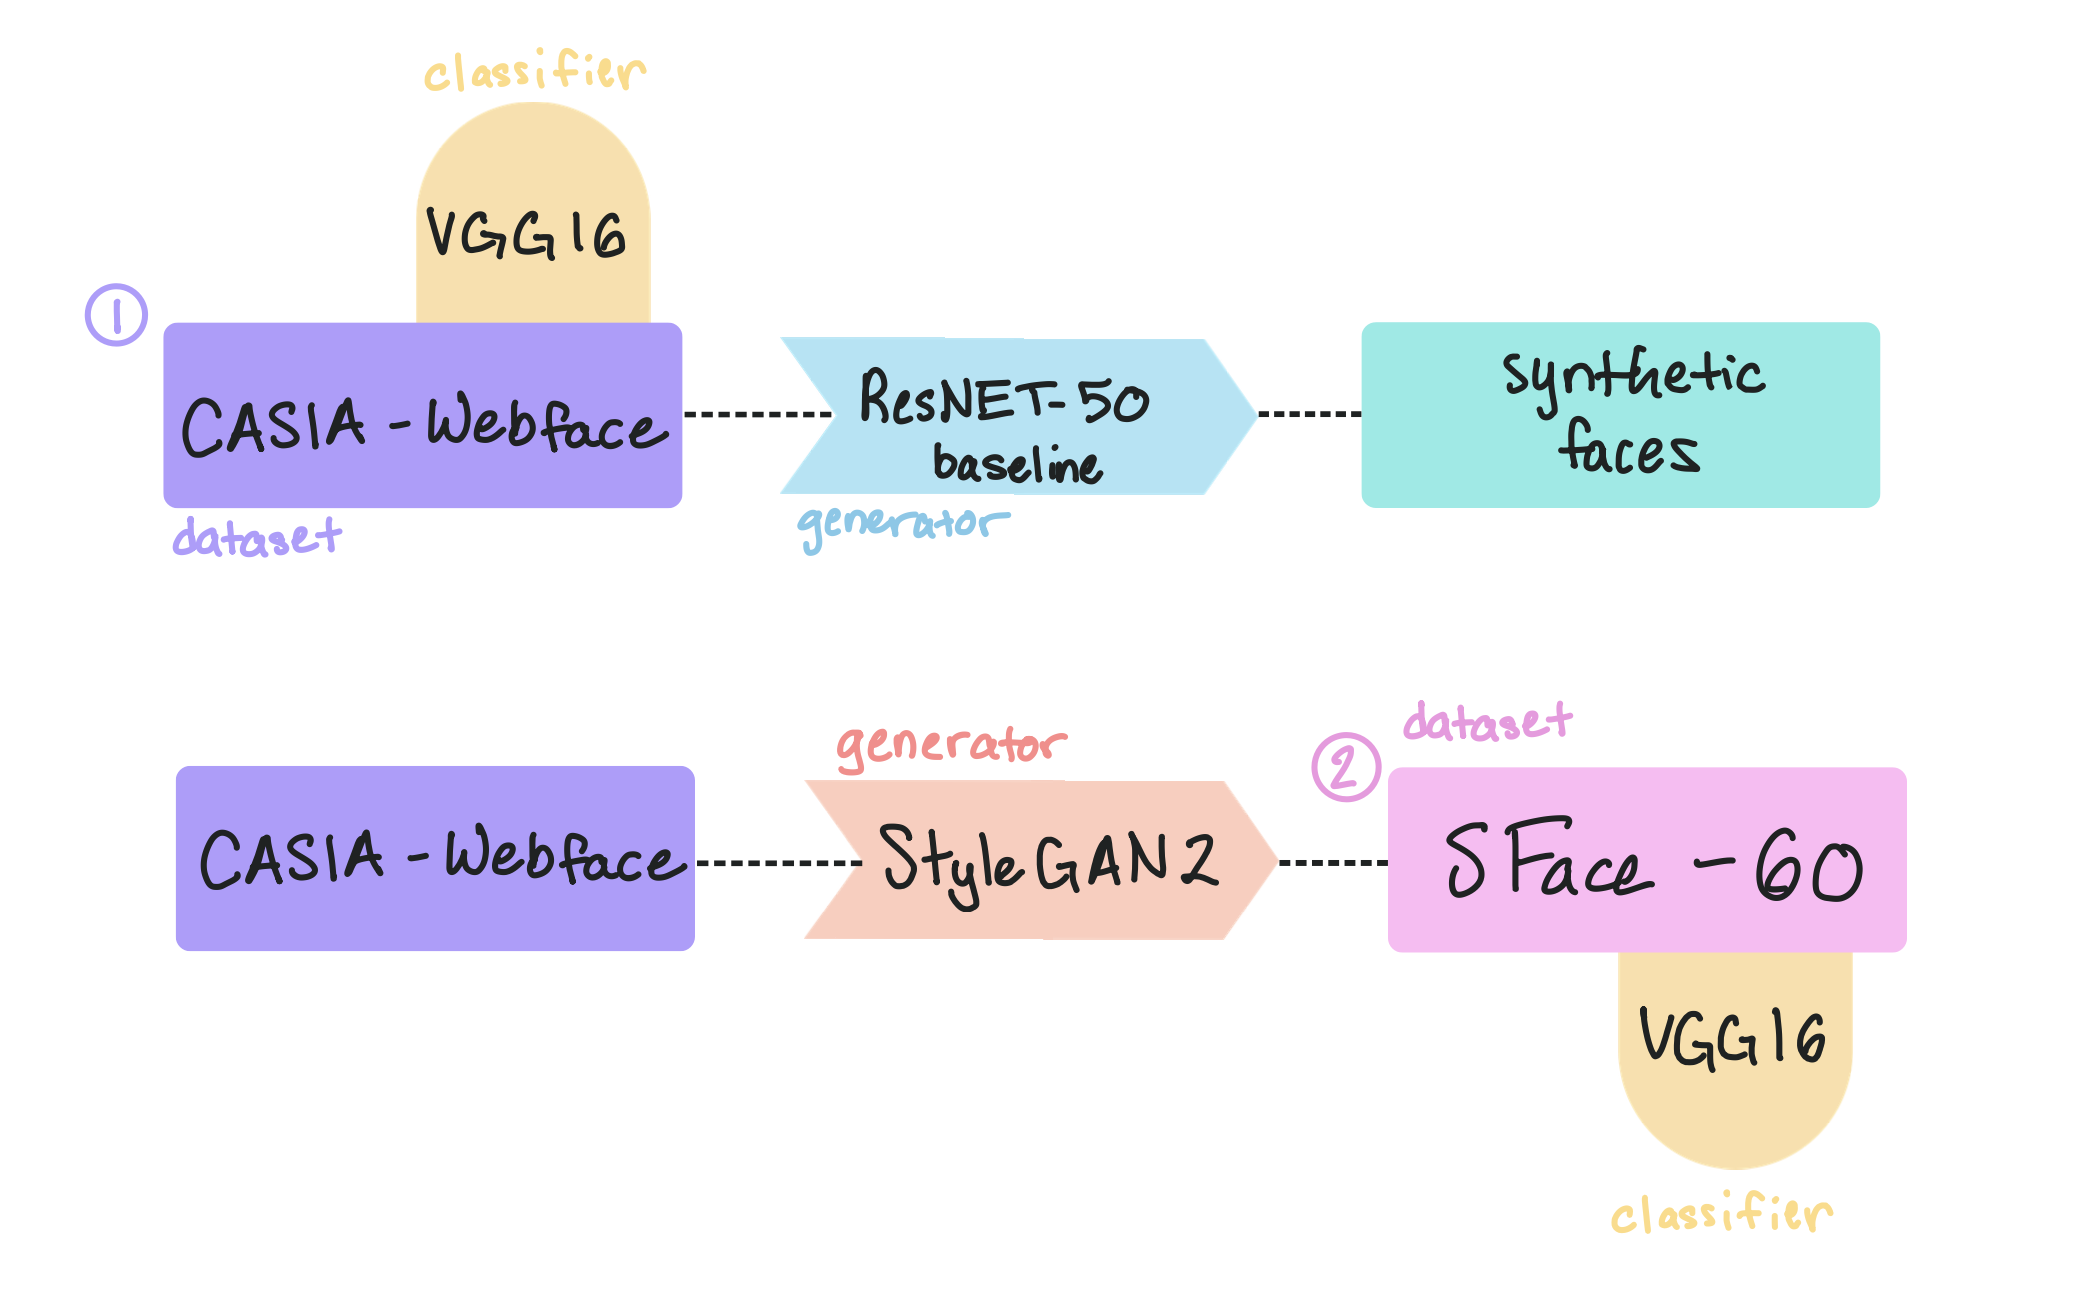 classifier
VGG16
1
CASIA-Webface
dataset
ResNET-50
baseline
generator
synthetic
faces
CASIA-Webface
generator
StyleGAN2
2
dataset
SFace-60
VGG16
classifier